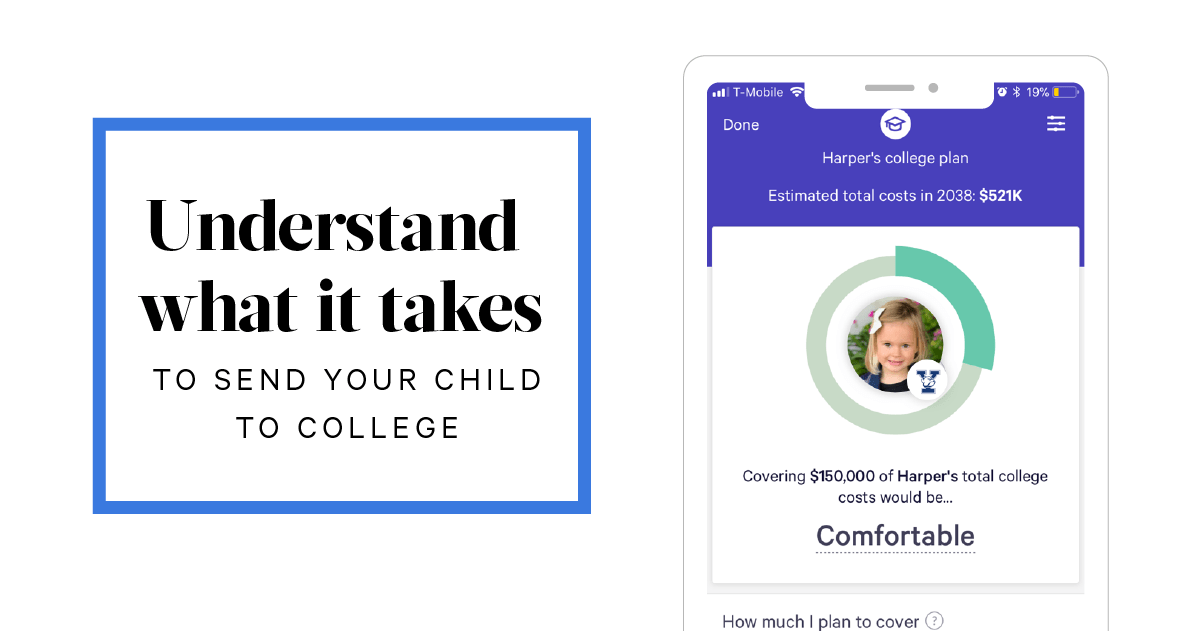 Understand
what it takes
TO SEND YOUR CHILD
TO COLLEGE
T-Mobile 19%
Done
Harper's college plan
Estimated total costs in 2038: $521K
Y
Covering $150,000 of Harper's total college
costs would be...
Comfortable
How much I plan to cover ?